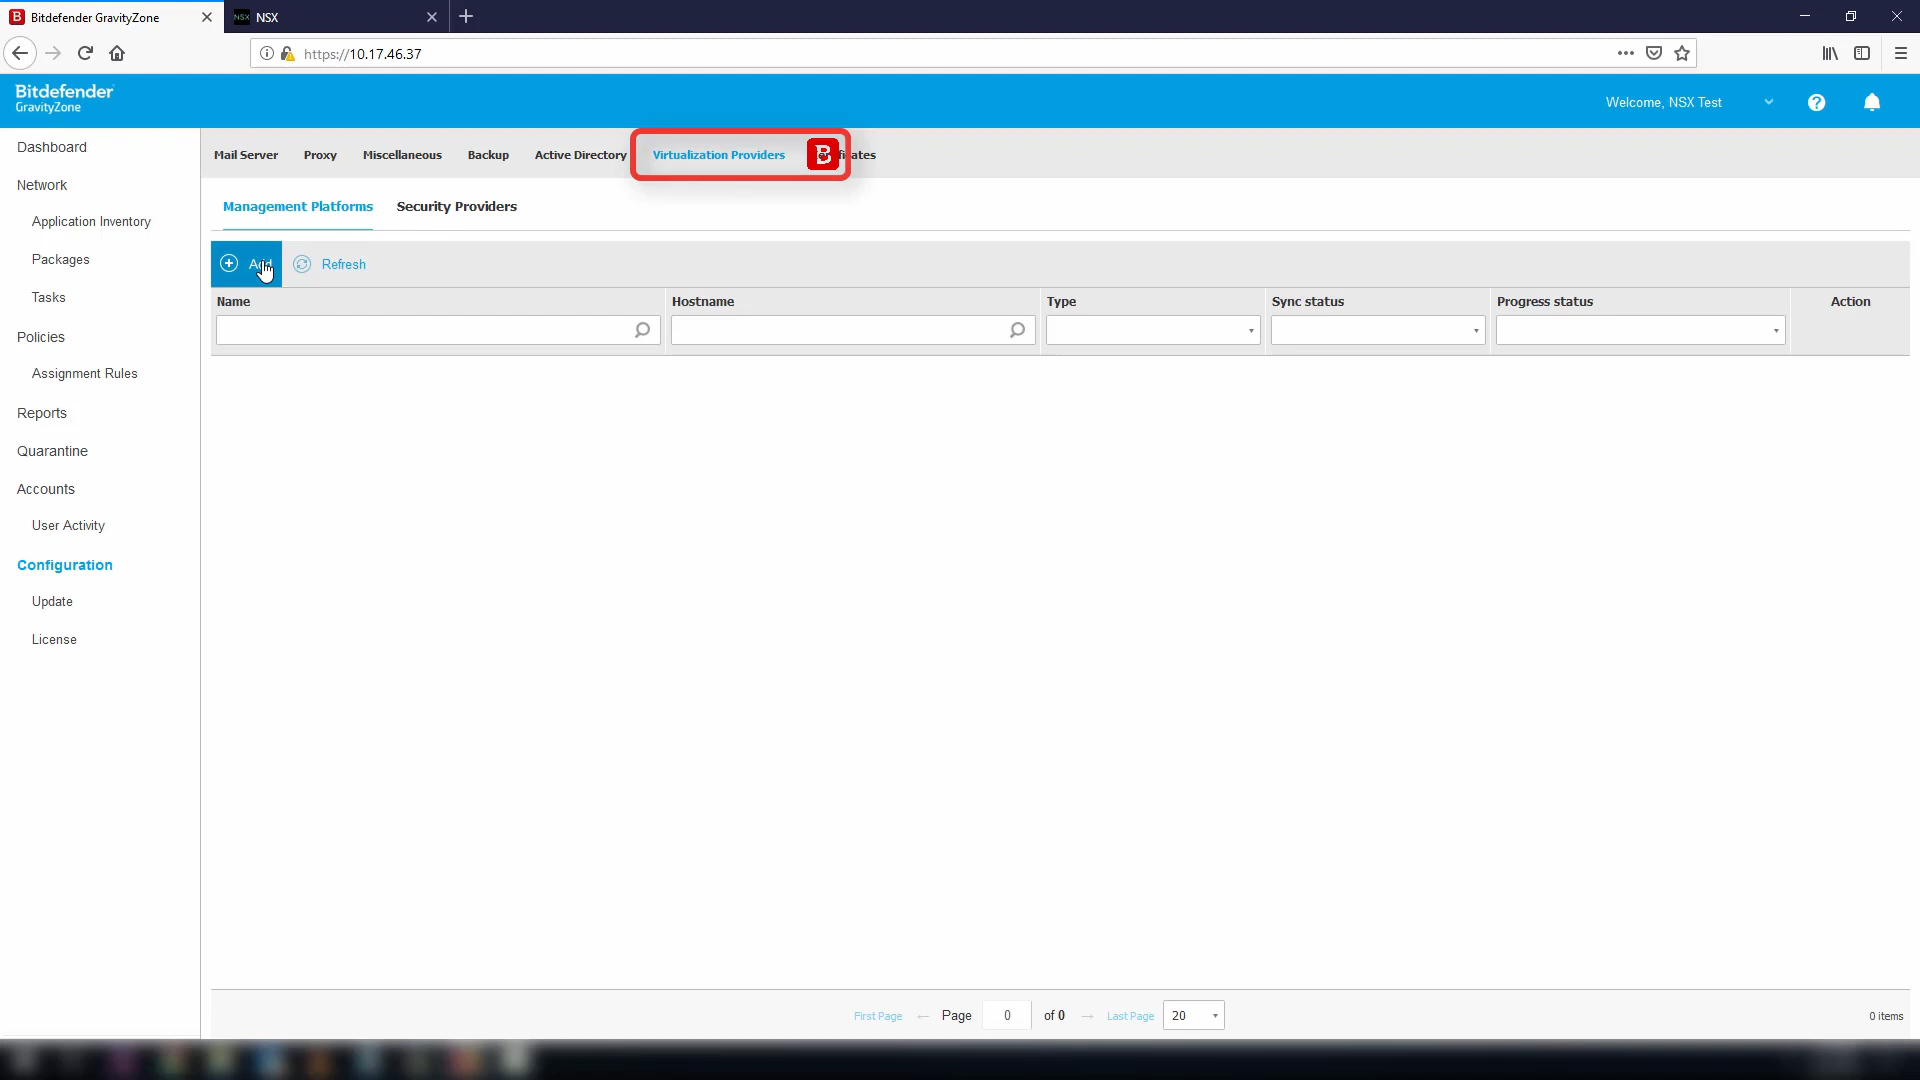 Bitdefender GravityZone
NSX
NSX
https://10.17.46.37
Bitdefender
GravityZone
Welcome, NSX Test
Dashboard
Network
Application Inventory
Packages
Tasks
Policies
Assignment Rules
Reports
Quarantine
Accounts
User Activity
Configuration
Update
License
Mail Server Proxy Miscellaneous Backup Active Directory Virtualization Providers B
Management Platforms Security Providers
Add Refresh
Name Hostname Type Sync status Progress status Action
First Page ← Page 0 of 0 → Last Page 20 0 items